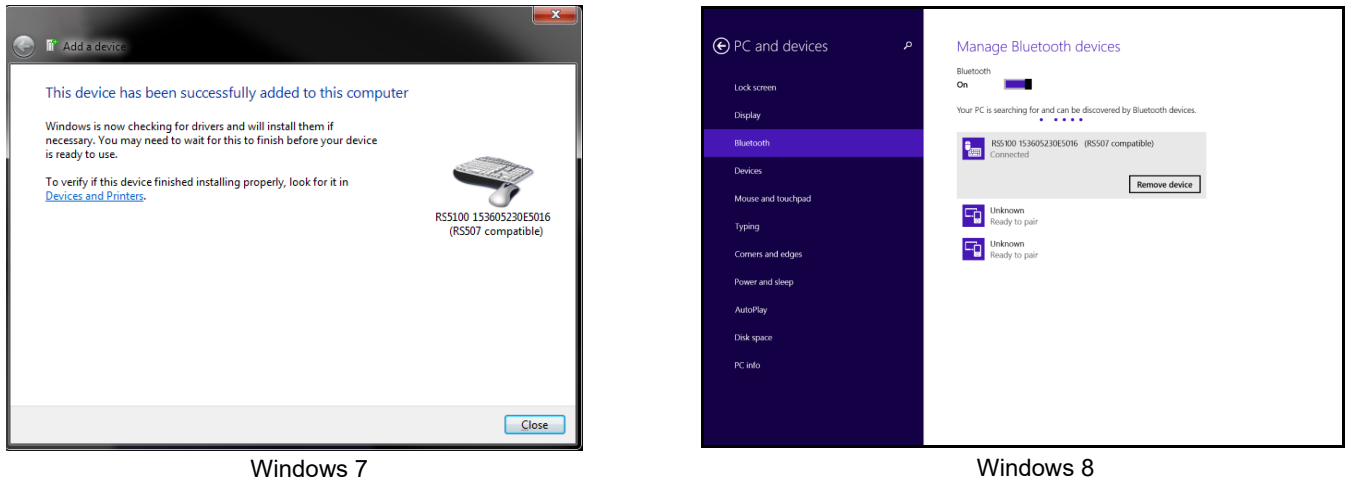 Add a device
This device has been successfully added to this computer
Windows is now checking for drivers and will install them if
necessary. You may need to wait for this to finish before your device
is ready to use.
To verify if this device finished installing properly, look for it in
Devices and Printers.
RS5100 153605230E5016
(RS507 compatible)
Close
Windows 7
PC and devices
Lock screen
Display
Bluetooth
Devices
Mouse and touchpad
Typing
Corners and edges
Power and sleep
AutoPlay
Disk space
PC info
Manage Bluetooth devices
Bluetooth
On
Your PC is searching for and can be discovered by Bluetooth devices.
RS5100 153605230E5016 (RS507 compatible)
Connected
Remove device
Unknown
Ready to pair
Unknown
Ready to pair
Windows 8